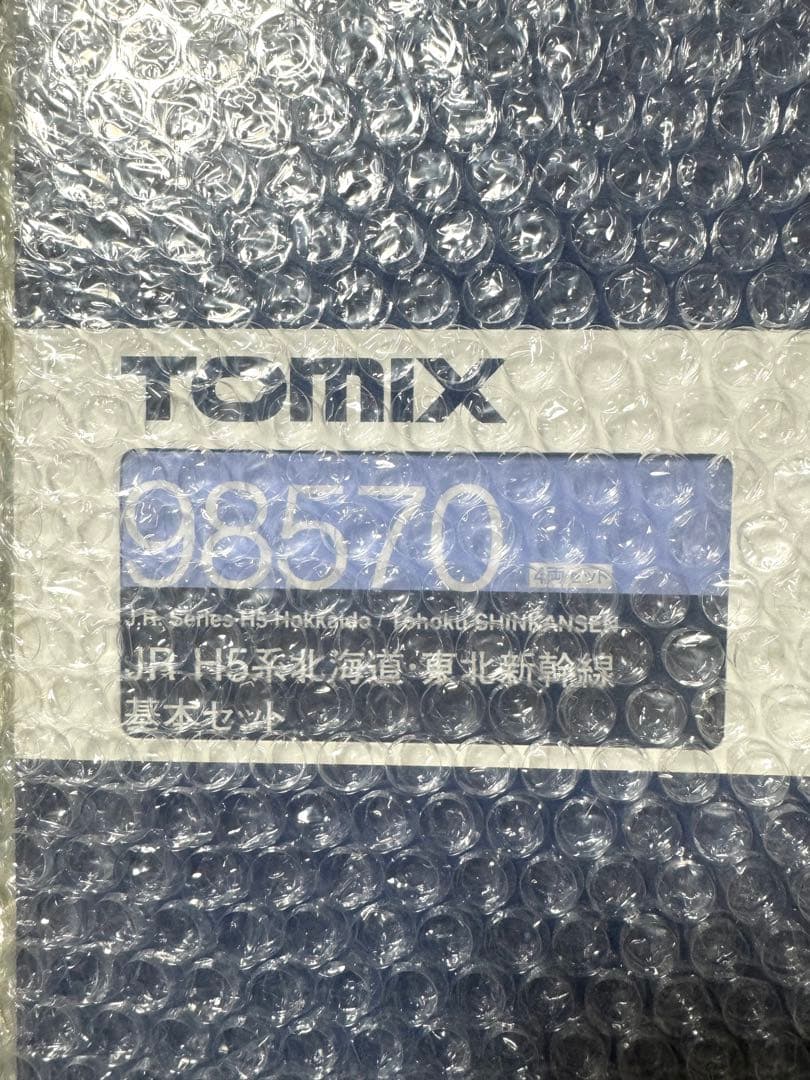 TOMIX
98570
4両セット
J.R. Series H5 Hokkaido / Tohoku SHINKANSEN
JR H5系北海道・東北新幹線
基本セット